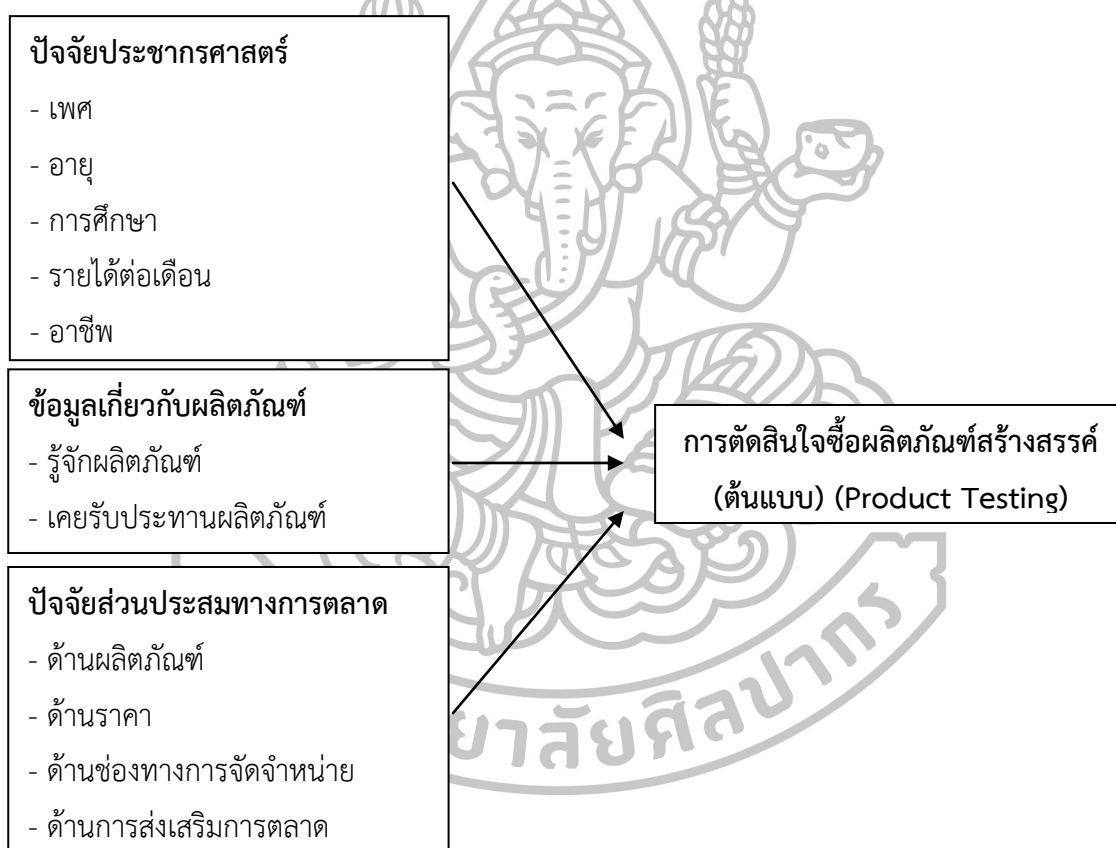 ปัจจัยประชากรศาสตร์
- เพศ
- อายุ
- การศึกษา
- รายได้ต่อเดือน
- อาชีพ
ข้อมูลเกี่ยวกับผลิตภัณฑ์
- รู้จักผลิตภัณฑ์
- เคยรับประทานผลิตภัณฑ์
การตัดสินใจซื้อผลิตภัณฑ์สร้างสรรค์
(ต้นแบบ) (Product Testing)
ปัจจัยส่วนประสมทางการตลาด
- ด้านผลิตภัณฑ์
- ด้านราคา
- ด้านช่องทางการจัดจำหน่าย
- ด้านการส่งเสริมการตลาด
ยาลัยศิลปากร